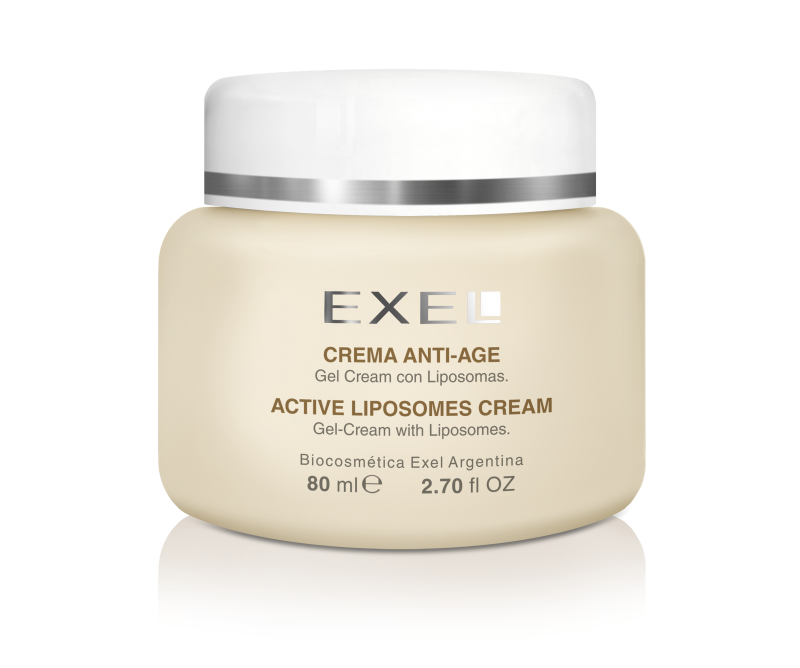 EXEL
CREMA ANTI-AGE
Gel Cream con Liposomas.
ACTIVE LIPOSOMES CREAM
Gel-Cream with Liposomes.
Biocosmética Exel Argentina
80 ml℮ 2.70 fl OZ